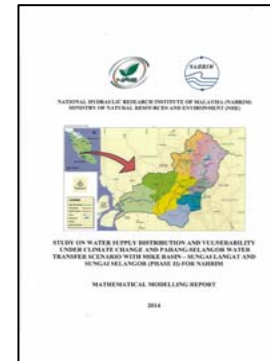 NRE
NAHRIM
NATIONAL HYDRAULIC RESEARCH INSTITUTE OF MALAYSIA (NAHRIM)
MINISTRY OF NATURAL RESOURCES AND ENVIRONMENT (NRE)
STUDY ON WATER SUPPLY DISTRIBUTION AND VULNERABILITY
UNDER CLIMATE CHANGE AND PAHANG-SELANGOR WATER
TRANSFER SCENARIO WITH MIKE BASIN – SUNGAI LANGAT AND
SUNGAI SELANGOR (PHASE II) FOR NAHRIM
MATHEMATICAL MODELLING REPORT
2014